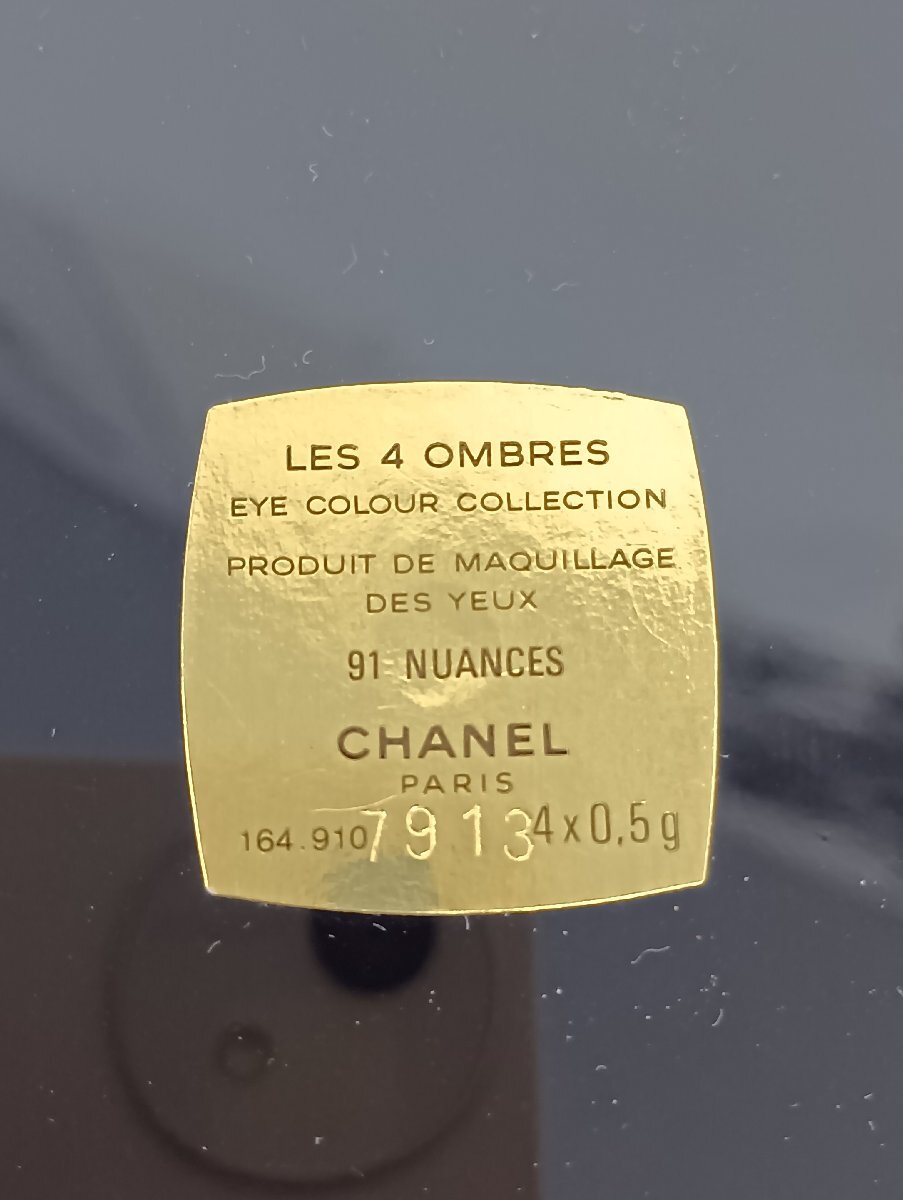 LES 4 OMBRES
EYE COLOUR COLLECTION
PRODUIT DE MAQUILLAGE
DES YEUX
91 NUANCES
CHANEL
PARIS
164.910 7913 4x0,5g